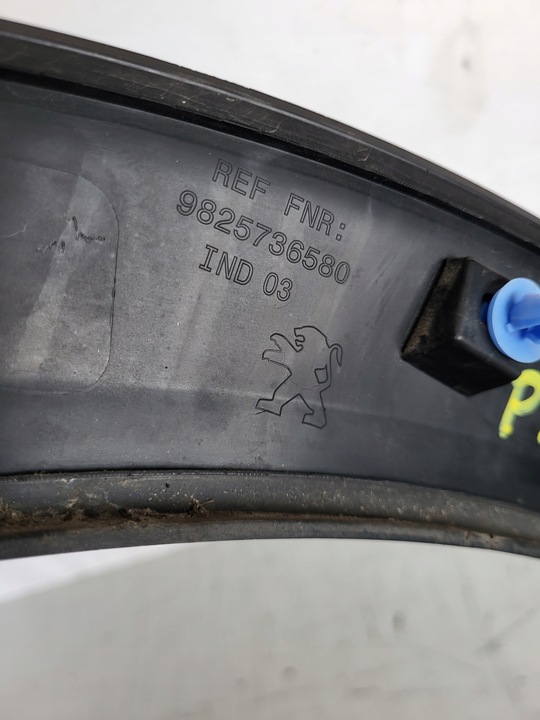 REF FNR:
9825736580
IND 03
P